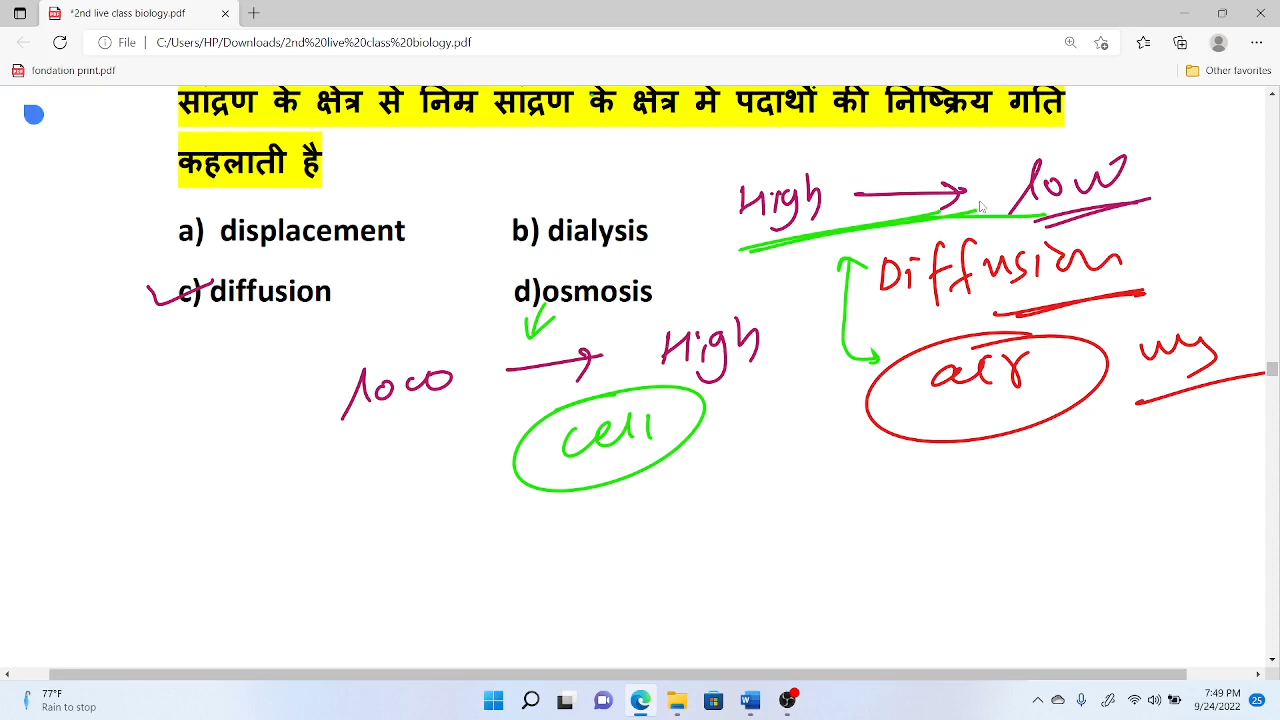 *2nd live class biology.pdf
File C:/Users/HP/Downloads/2nd%20live%20class%20biology.pdf
fondation print.pdf
Other favorites
सांद्रण के क्षेत्र से निम्न सांद्रण के क्षेत्र में पदार्थों की निष्क्रिय गति
कहलाती है
High → low
a) displacement b) dialysis
Diffusion
c) diffusion d)osmosis
low → High
air
cell
77°F
Rain to stop
7:49 PM
9/24/2022
25